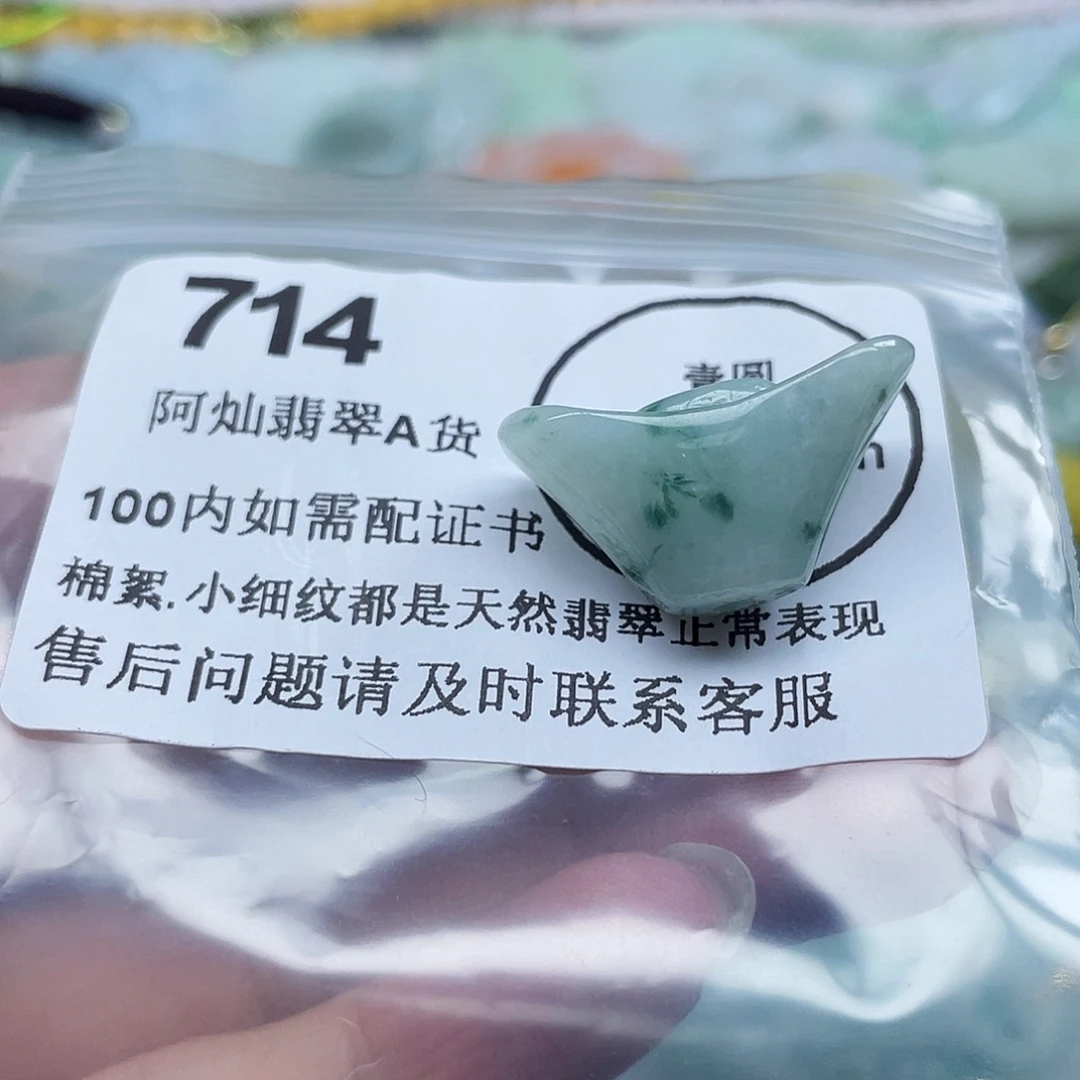 714
阿灿翡翠A货
壹圆
100内如需配证书
棉絮.小细纹都是天然翡翠正常表现
售后问题请及时联系客服